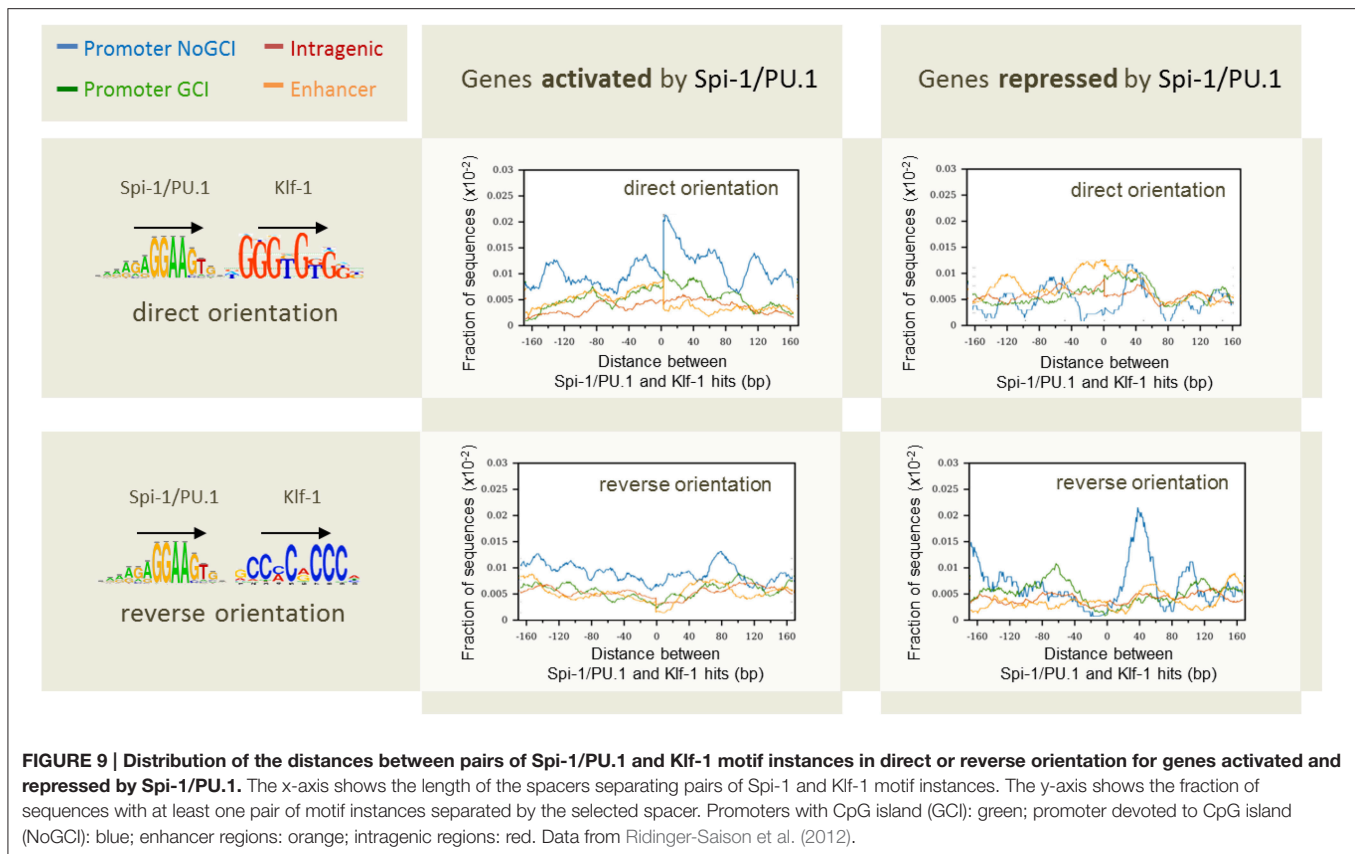 Promoter NoGCI
Intragenic
Promoter GCI
Enhancer
Genes activated by Spi-1/PU.1
Genes repressed by Spi-1/PU.1
Spi-1/PU.1
Klf-1
direct orientation
Fraction of sequences (x10-2)
0.03
0.025
0.02
0.015
0.01
0.005
0
direct orientation
-160 -120 -80 -40 0 40 80 120 160
Distance between
Spi-1/PU.1 and Klf-1 hits (bp)
Fraction of sequences (x10-2)
0.03
0.025
0.02
0.015
0.01
0.005
0
direct orientation
-160 -120 -80 -40 0 40 80 120 160
Distance between
Spi-1/PU.1 and Klf-1 hits (bp)
Spi-1/PU.1
Klf-1
reverse orientation
Fraction of sequences (x10-2)
0.03
0.025
0.02
0.015
0.01
0.005
0
reverse orientation
-160 -120 -80 -40 0 40 80 120 160
Distance between
Spi-1/PU.1 and Klf-1 hits (bp)
Fraction of sequences (x10-2)
0.03
0.025
0.02
0.015
0.01
0.005
0
reverse orientation
-160 -120 -80 -40 0 40 80 120 160
Distance between
Spi-1/PU.1 and Klf-1 hits (bp)
FIGURE 9 | Distribution of the distances between pairs of Spi-1/PU.1 and Klf-1 motif instances in direct or reverse orientation for genes activated and
repressed by Spi-1/PU.1. The x-axis shows the length of the spacers separating pairs of Spi-1 and Klf-1 motif instances. The y-axis shows the fraction of
sequences with at least one pair of motif instances separated by the selected spacer. Promoters with CpG island (GCI): green; promoter devoted to CpG island
(NoGCI): blue; enhancer regions: orange; intragenic regions: red. Data from Ridinger-Saison et al. (2012).